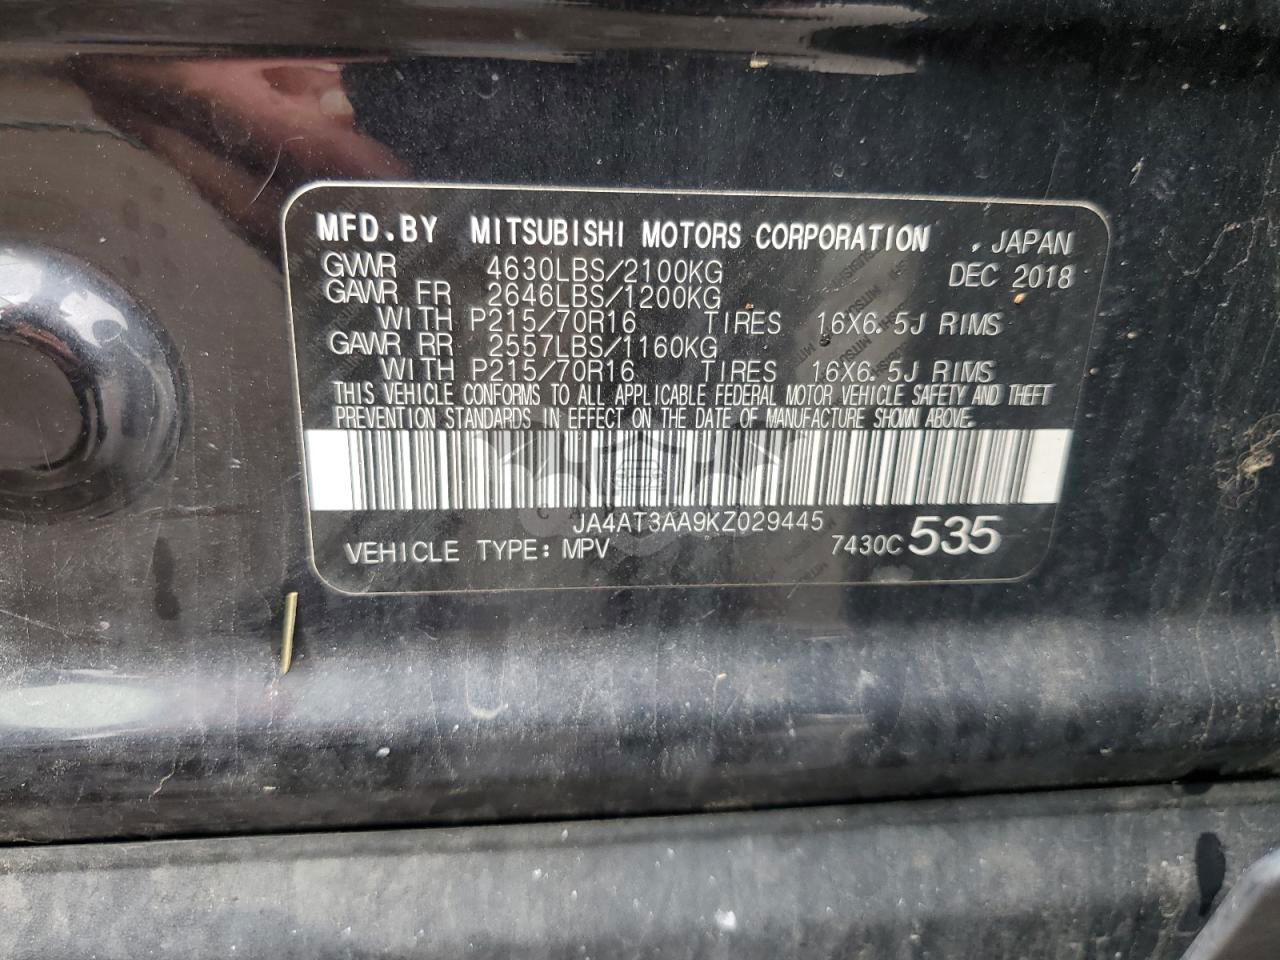 MFD.BY MITSUBISHI MOTORS CORPORATION , JAPAN
GVWR 4630LBS/2100KG DEC 2018
GAWR FR 2646LBS/1200KG
WITH P215/70R16 TIRES 16X6.5J RIMS
GAWR RR 2557LBS/1160KG
WITH P215/70R16 TIRES 16X6.5J RIMS
THIS VEHICLE CONFORMS TO ALL APPLICABLE FEDERAL MOTOR VEHICLE SAFETY AND THEFT
PREVENTION STANDARDS IN EFFECT ON THE DATE OF MANUFACTURE SHOWN ABOVE.
JA4AT3AA9KZ029445
VEHICLE TYPE: MPV 7430C 535